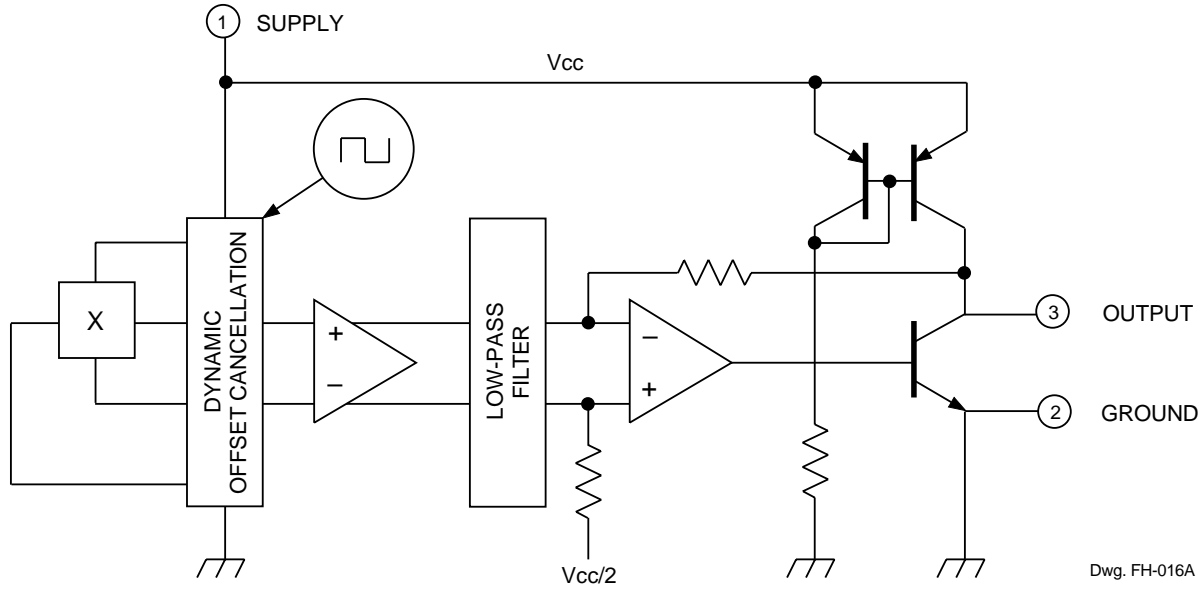 1 SUPPLY
Vcc
X
DYNAMIC
OFFSET CANCELLATION
+
−
LOW-PASS
FILTER
−
+
3 OUTPUT
2 GROUND
Vcc/2
Dwg. FH-016A